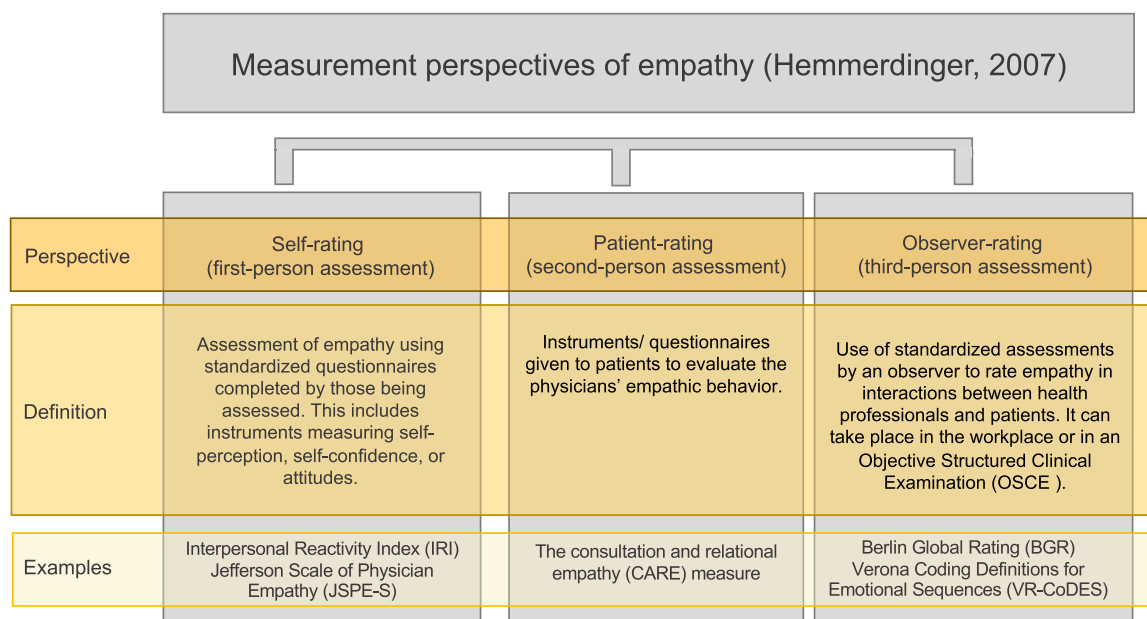 Measurement perspectives of empathy (Hemmerdinger, 2007)
Perspective
Self-rating
(first-person assessment)
Patient-rating
(second-person assessment)
Observer-rating
(third-person assessment)
Definition
Assessment of empathy using
standardized questionnaires
completed by those being
assessed. This includes
instruments measuring self-
perception, self-confidence, or
attitudes.
Instruments/ questionnaires
given to patients to evaluate the
physicians’ empathic behavior.
Use of standardized assessments
by an observer to rate empathy in
interactions between health
professionals and patients. It can
take place in the workplace or in an
Objective Structured Clinical
Examination (OSCE ).
Examples
Interpersonal Reactivity Index (IRI)
Jefferson Scale of Physician
Empathy (JSPE-S)
The consultation and relational
empathy (CARE) measure
Berlin Global Rating (BGR)
Verona Coding Definitions for
Emotional Sequences (VR-CoDES)